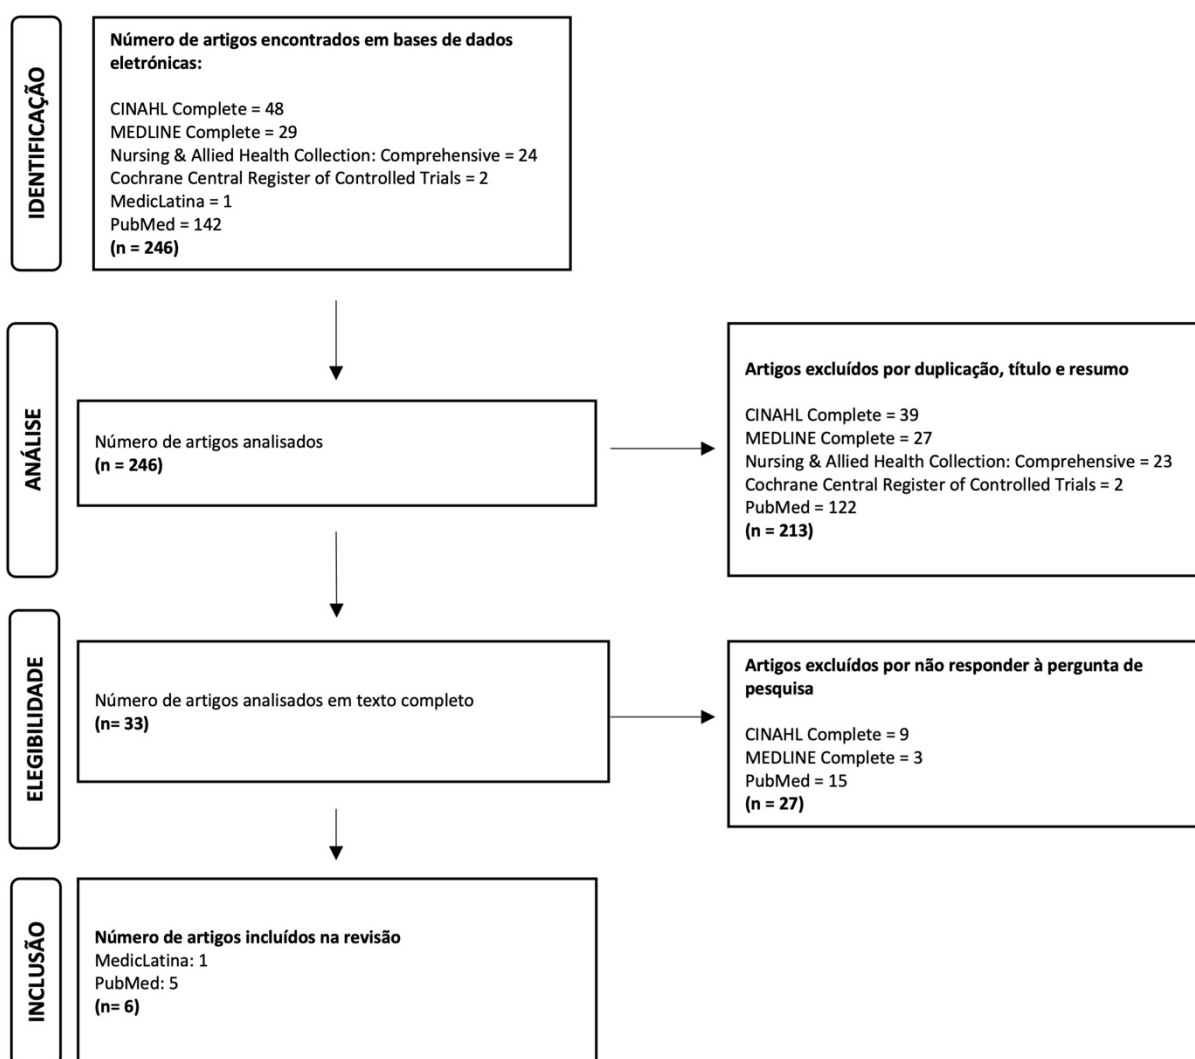 IDENTIFICAÇÃO
Número de artigos encontrados em bases de dados
eletrónicas:
CINAHL Complete = 48
MEDLINE Complete = 29
Nursing & Allied Health Collection: Comprehensive = 24
Cochrane Central Register of Controlled Trials = 2
MedicLatina = 1
PubMed = 142
(n = 246)
ANÁLISE
Número de artigos analisados
(n = 246)
Artigos excluídos por duplicação, título e resumo
CINAHL Complete = 39
MEDLINE Complete = 27
Nursing & Allied Health Collection: Comprehensive = 23
Cochrane Central Register of Controlled Trials = 2
PubMed = 122
(n = 213)
ELEGIBILIDADE
Número de artigos analisados em texto completo
(n= 33)
Artigos excluídos por não responder à pergunta de
pesquisa
CINAHL Complete = 9
MEDLINE Complete = 3
PubMed = 15
(n = 27)
INCLUSÃO
Número de artigos incluídos na revisão
MedicLatina: 1
PubMed: 5
(n= 6)